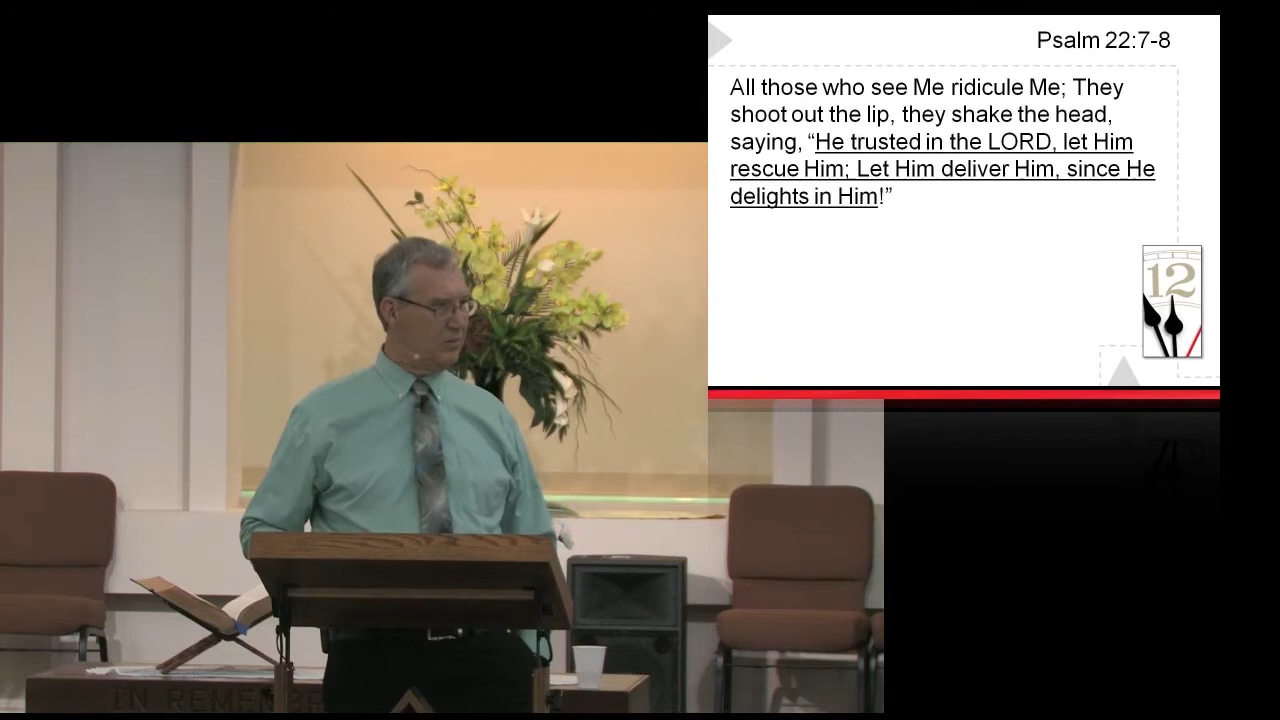 Psalm 22:7-8
All those who see Me ridicule Me; They
shoot out the lip, they shake the head,
saying, “He trusted in the LORD, let Him
rescue Him; Let Him deliver Him, since He
delights in Him!”
12
IN REMEMBR